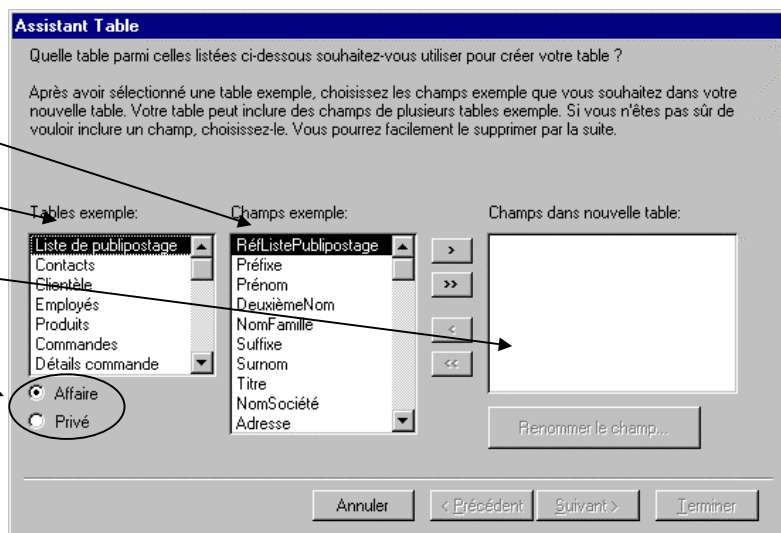 Assistant Table
Quelle table parmi celles listées ci-dessous souhaitez-vous utiliser pour créer votre table ?
Après avoir sélectionné une table exemple, choisissez les champs exemple que vous souhaitez dans votre
nouvelle table. Votre table peut inclure des champs de plusieurs tables exemple. Si vous n'êtes pas sûr de
vouloir inclure un champ, choisissez-le. Vous pourrez facilement le supprimer par la suite.
Tables exemple:
Liste de publipostage
Contacts
Clientèle
Employés
Produits
Commandes
Détails commande
Affaire
Privé
Champs exemple:
RéfListePublipostage
Préfixe
Prénom
DeuxièmeNom
NomFamille
Suffixe
Surnom
Titre
NomSociété
Adresse
>
>>
<
<<
Champs dans nouvelle table:
Renommer le champ...
Annuler
< Précédent
Suivant >
Terminer